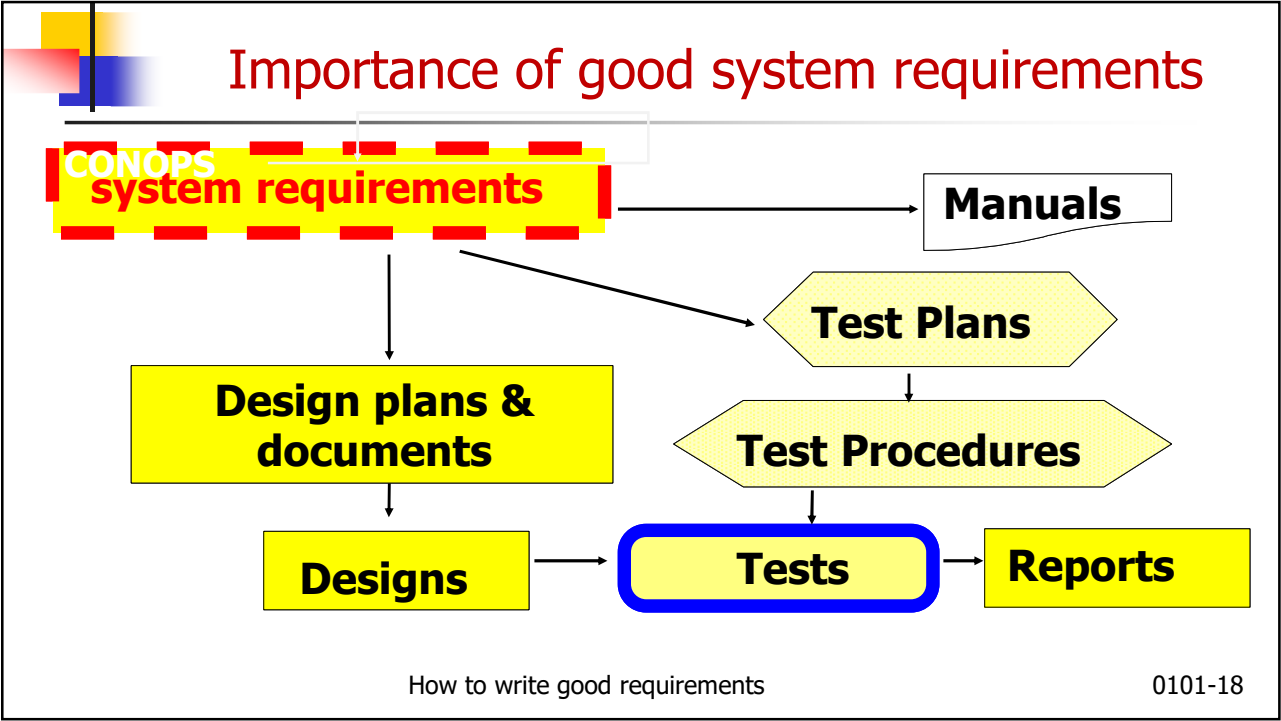 Importance of good system requirements
CONOPS
system requirements
Manuals
Test Plans
Design plans &
documents
Test Procedures
Designs
Tests
Reports
How to write good requirements
0101-18